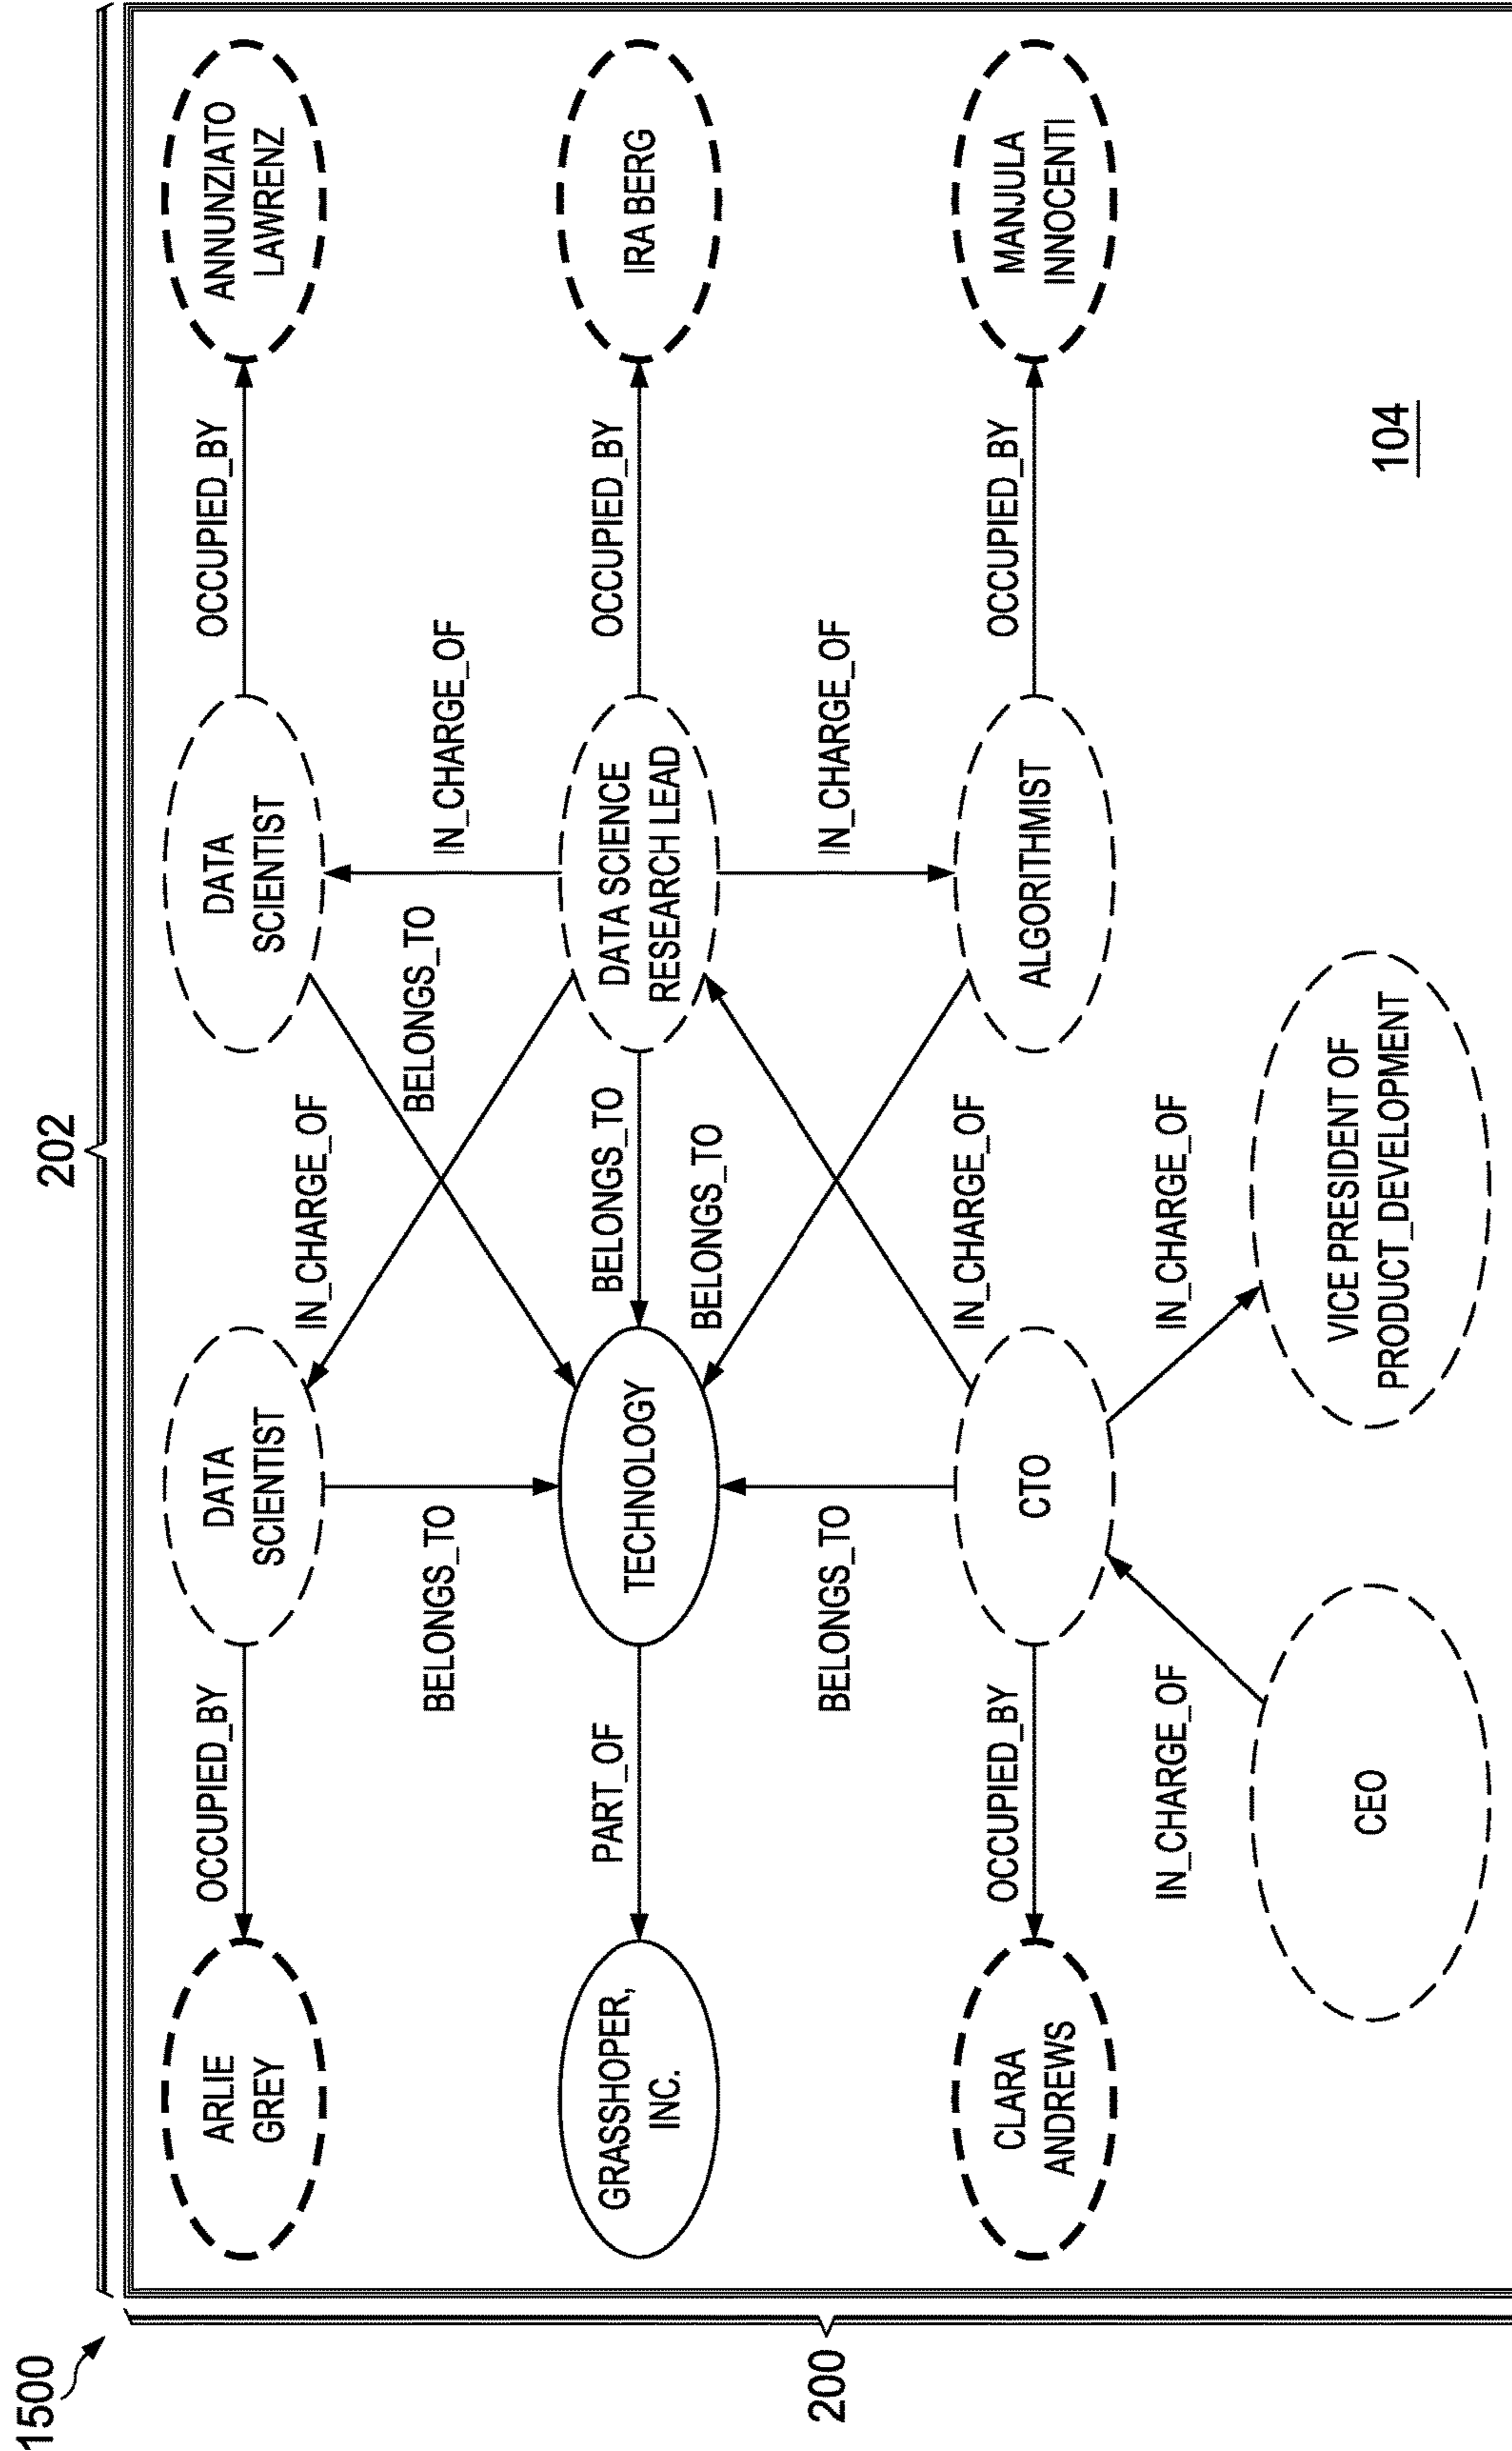 1500
202
200
ARLIE
GREY
OCCUPIED_BY
DATA
SCIENTIST
IN_CHARGE_OF
DATA
SCIENTIST
OCCUPIED_BY
ANNUNZIATO
LAWRENZ
BELONGS_TO
BELONGS_TO
IN_CHARGE_OF
GRASSHOPER,
INC.
PART_OF
TECHNOLOGY
BELONGS_TO
DATA SCIENCE
RESEARCH LEAD
OCCUPIED_BY
IRA BERG
BELONGS_TO
BELONGS_TO
IN_CHARGE_OF
CLARA
ANDREWS
OCCUPIED_BY
CTO
IN_CHARGE_OF
ALGORITHMIST
OCCUPIED_BY
MANJULA
INNOCENTI
IN_CHARGE_OF
IN_CHARGE_OF
CEO
VICE PRESIDENT OF
PRODUCT_DEVELOPMENT
104